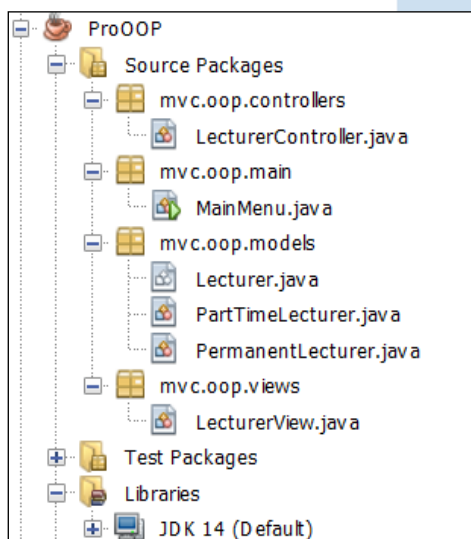 ProOOP
Source Packages
mvc.oop.controllers
LecturerController.java
mvc.oop.main
MainMenu.java
mvc.oop.models
Lecturer.java
PartTimeLecturer.java
PermanentLecturer.java
mvc.oop.views
LecturerView.java
Test Packages
Libraries
JDK 14 (Default)